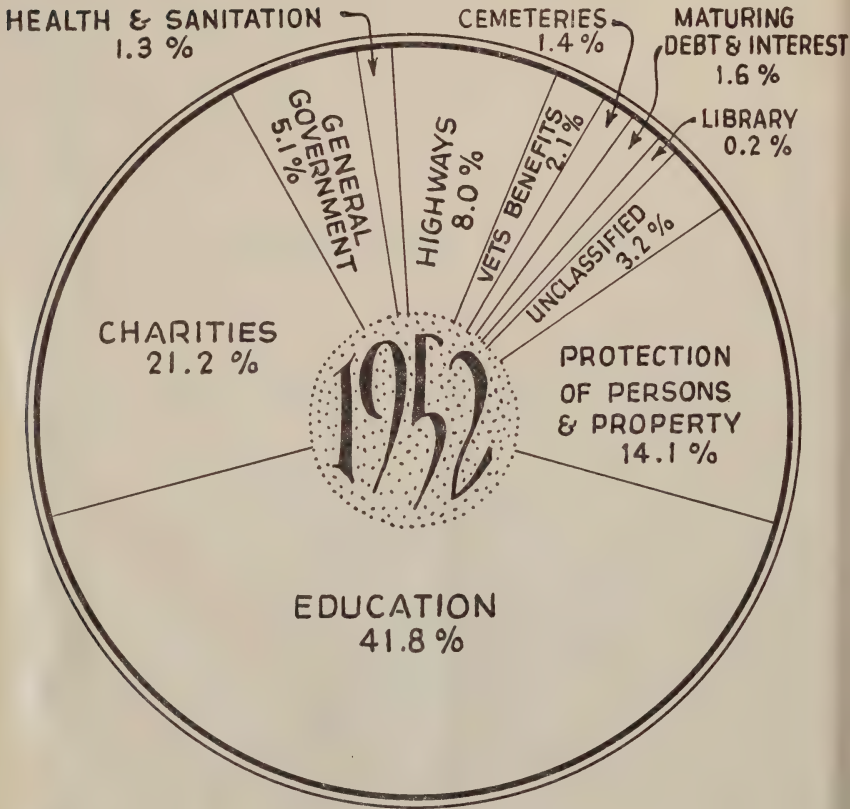 HEALTH & SANITATION
1.3 %
CEMETERIES
1.4 %
MATURING
DEBT & INTEREST
1.6 %
LIBRARY
0.2 %
GENERAL
GOVERNMENT
5.1 %
HIGHWAYS
8.0 %
VETS BENEFITS
2.1 %
UNCLASSIFIED
3.2 %
CHARITIES
21.2 %
1952
PROTECTION
OF PERSONS
& PROPERTY
14.1 %
EDUCATION
41.8 %